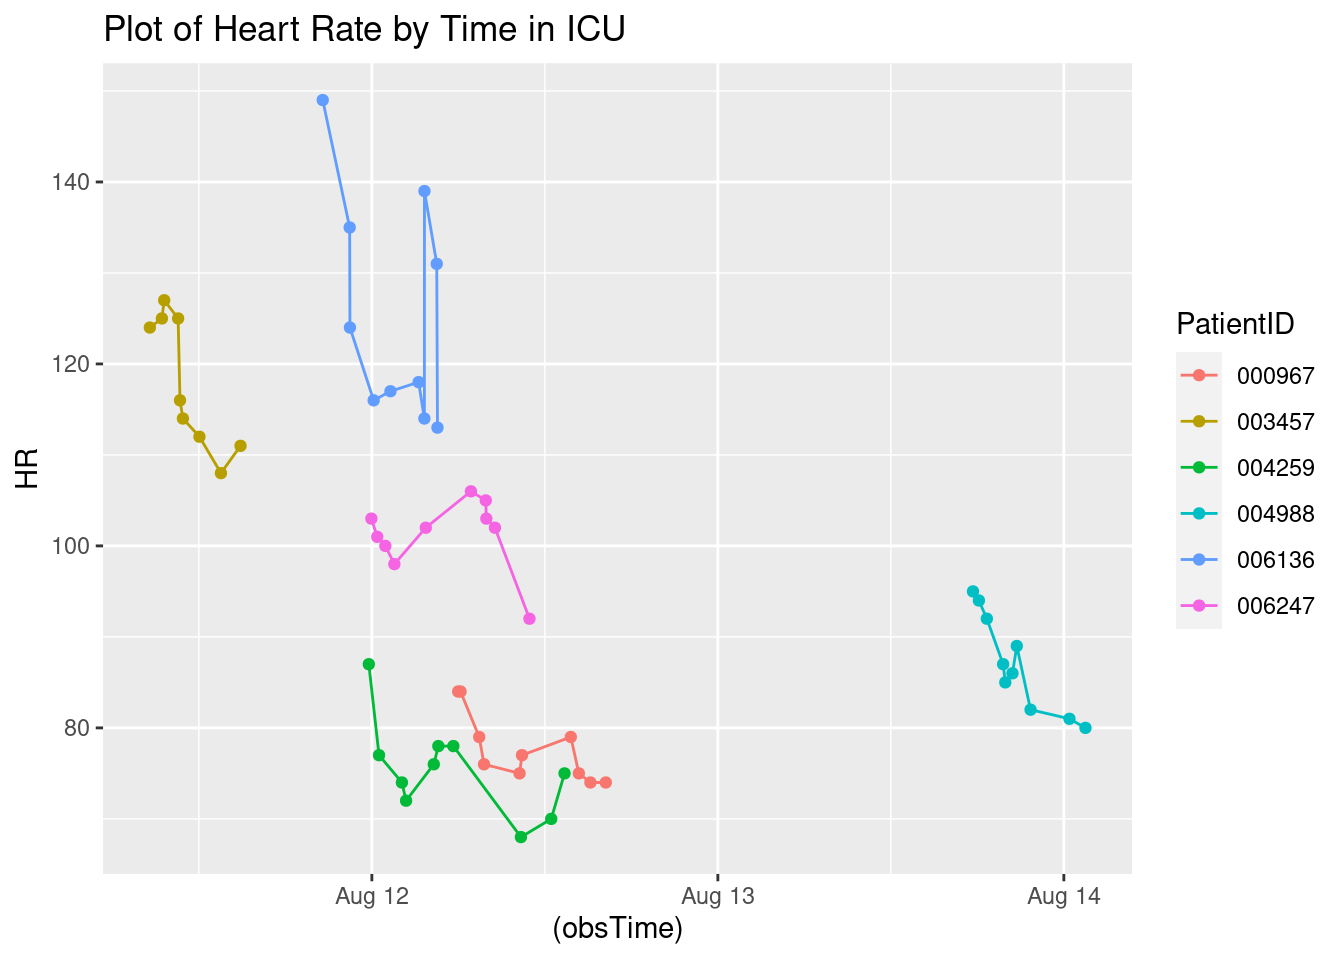 Plot of Heart Rate by Time in ICU
HR
140
120
100
80
Aug 12
Aug 13
Aug 14
(obsTime)
PatientID
000967
003457
004259
004988
006136
006247